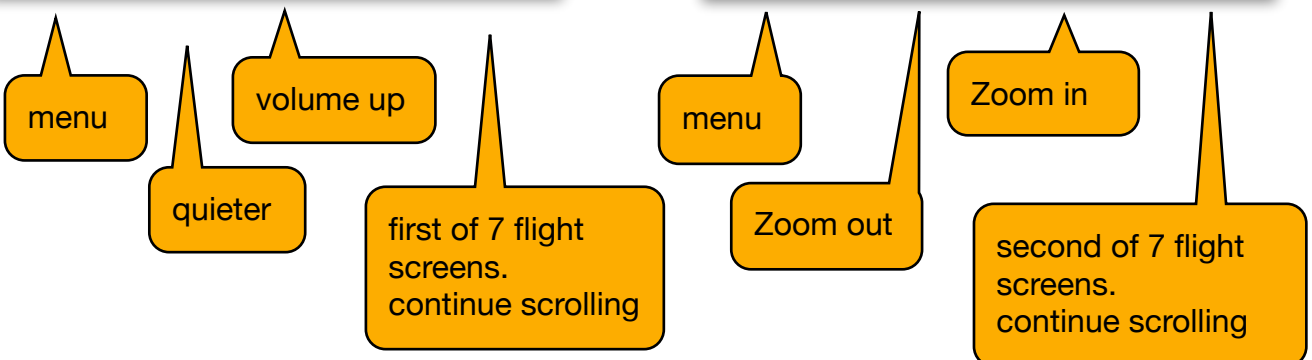 menu
quieter
volume up
first of 7 flight
screens.
continue scrolling
menu
Zoom out
Zoom in
second of 7 flight
screens.
continue scrolling